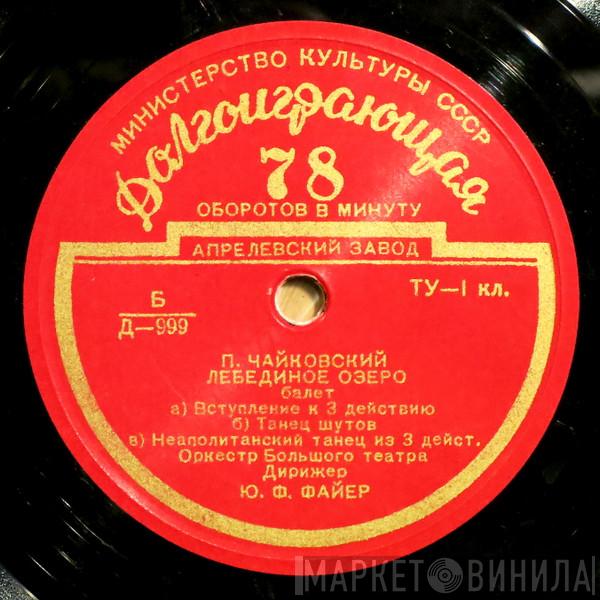 МИНИСТЕРСТВО КУЛЬТУРЫ СССР
Долгоиграющая
78
ОБОРОТОВ В МИНУТУ
АПРЕЛЕВСКИЙ ЗАВОД
Б
Д—999
ТУ—I кл.
П. ЧАЙКОВСКИЙ
ЛЕБЕДИНОЕ ОЗЕРО
балет
а) Вступление к 3 действию
б) Танец шутов
в) Неаполитанский танец из 3 дейст.
Оркестр Большого театра
Дирижер
Ю. Ф. ФАЙЕР
МАРКЕТ ВИНИЛА